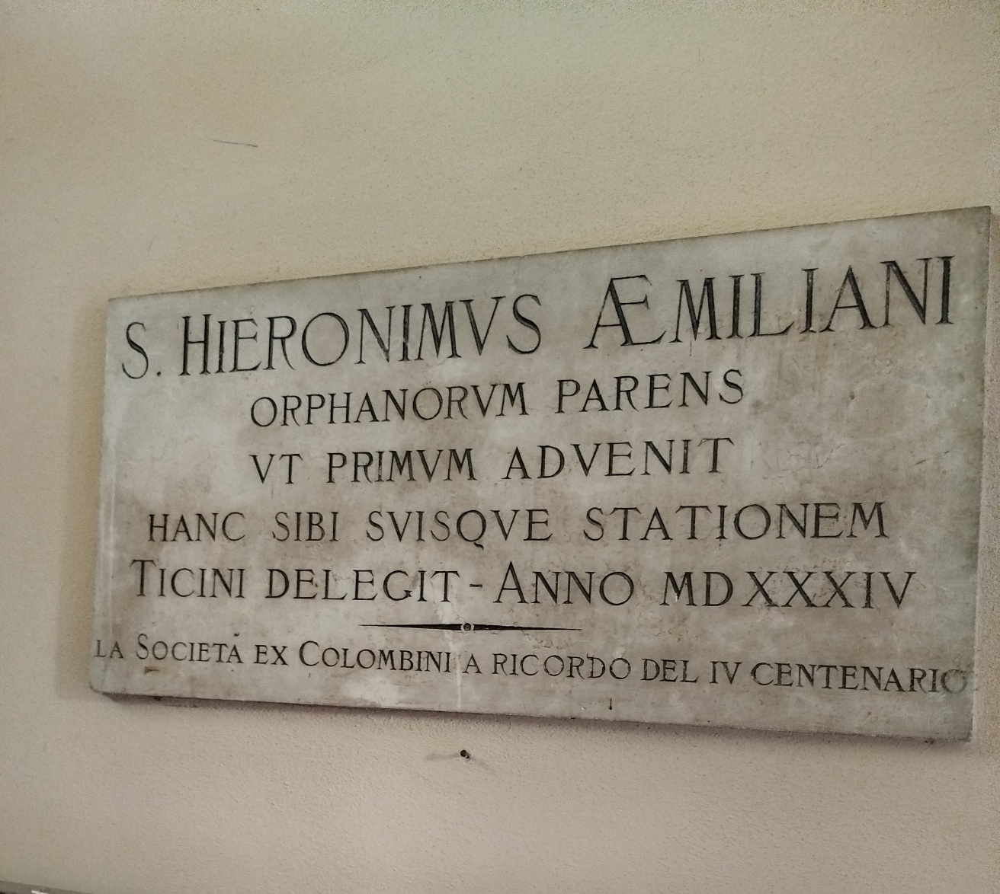 S. HIERONIMVS ÆMILIANI
ORPHANORVM PARENS
VT PRIMVM ADVENIT
HANC SIBI SVISQVE STATIONEM
TICINI DELEGIT - ANNO MDXXXIV
LA SOCIETÀ EX COLOMBINI A RICORDO DEL IV CENTENARIO